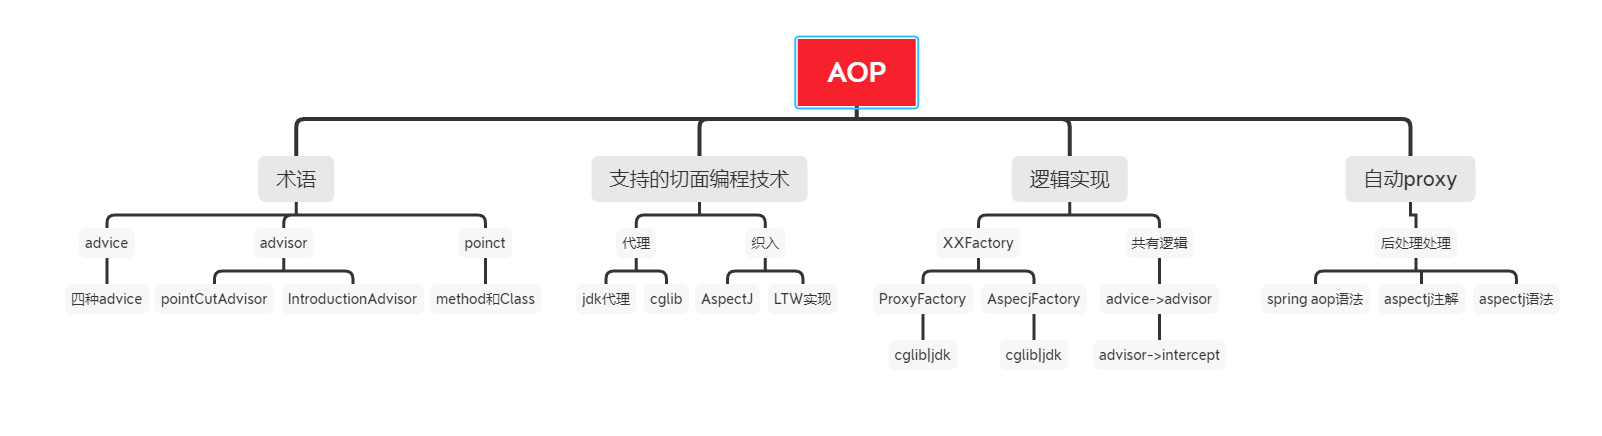 AOP
术语
支持的切面编程技术
逻辑实现
自动proxy
advice
advisor
poinct
代理
织入
XXFactory
共有逻辑
后处理处理
四种advice
pointCutAdvisor
IntroductionAdvisor
method和Class
jdk代理
cglib
AspectJ
LTW实现
ProxyFactory
AspecjFactory
advice->advisor
spring aop语法
aspectj注解
aspectj语法
cglib|jdk
cglib|jdk
advisor->intercept